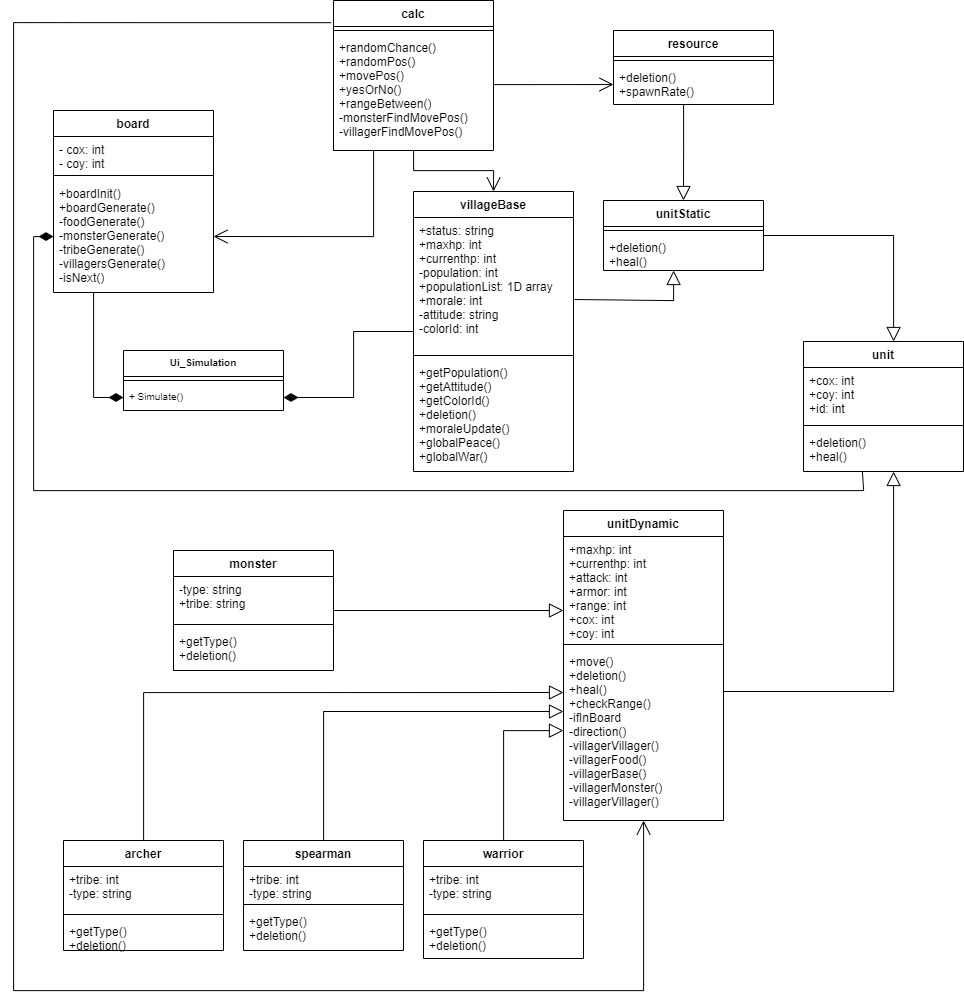 calc
+randomChance()
+randomPos()
+movePos()
+yesOrNo()
+rangeBetween()
-monsterFindMovePos()
-villagerFindMovePos()
resource
+deletion()
+spawnRate()
board
- cox: int
- coy: int
+boardInit()
+boardGenerate()
-foodGenerate()
-monsterGenerate()
-tribeGenerate()
-villagersGenerate()
-isNext()
villageBase
+status: string
+maxhp: int
+currenthp: int
-population: int
+populationList: 1D array
+morale: int
-attitude: string
-colorId: int
+getPopulation()
+getAttitude()
+getColorId()
+deletion()
+moraleUpdate()
+globalPeace()
+globalWar()
unitStatic
+deletion()
+heal()
Ui_Simulation
+ Simulate()
unit
+cox: int
+coy: int
+id: int
+deletion()
+heal()
unitDynamic
+maxhp: int
+currenthp: int
+attack: int
+armor: int
+range: int
+cox: int
+coy: int
+move()
+deletion()
+heal()
+checkRange()
-ifInBoard
-direction()
-villagerVillager()
-villagerFood()
-villagerBase()
-villagerMonster()
-villagerVillager()
monster
-type: string
+tribe: string
+getType()
+deletion()
archer
+tribe: int
-type: string
+getType()
+deletion()
spearman
+tribe: int
-type: string
+getType()
+deletion()
warrior
+tribe: int
-type: string
+getType()
+deletion()